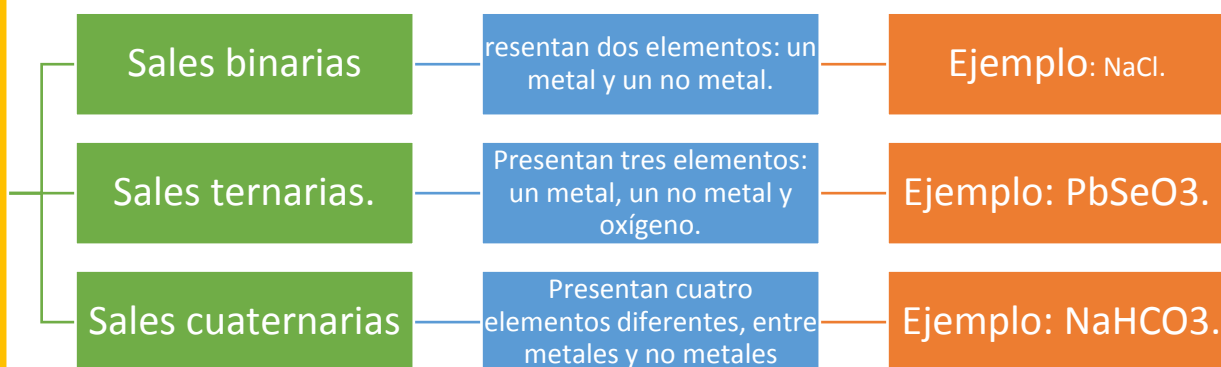 Sales binarias
resentan dos elementos: un
metal y un no metal.
Ejemplo: NaCl.
Sales ternarias.
Presentan tres elementos:
un metal, un no metal y
oxígeno.
Ejemplo: PbSeO3.
Sales cuaternarias
Presentan cuatro
elementos diferentes, entre
metales y no metales
Ejemplo: NaHCO3.